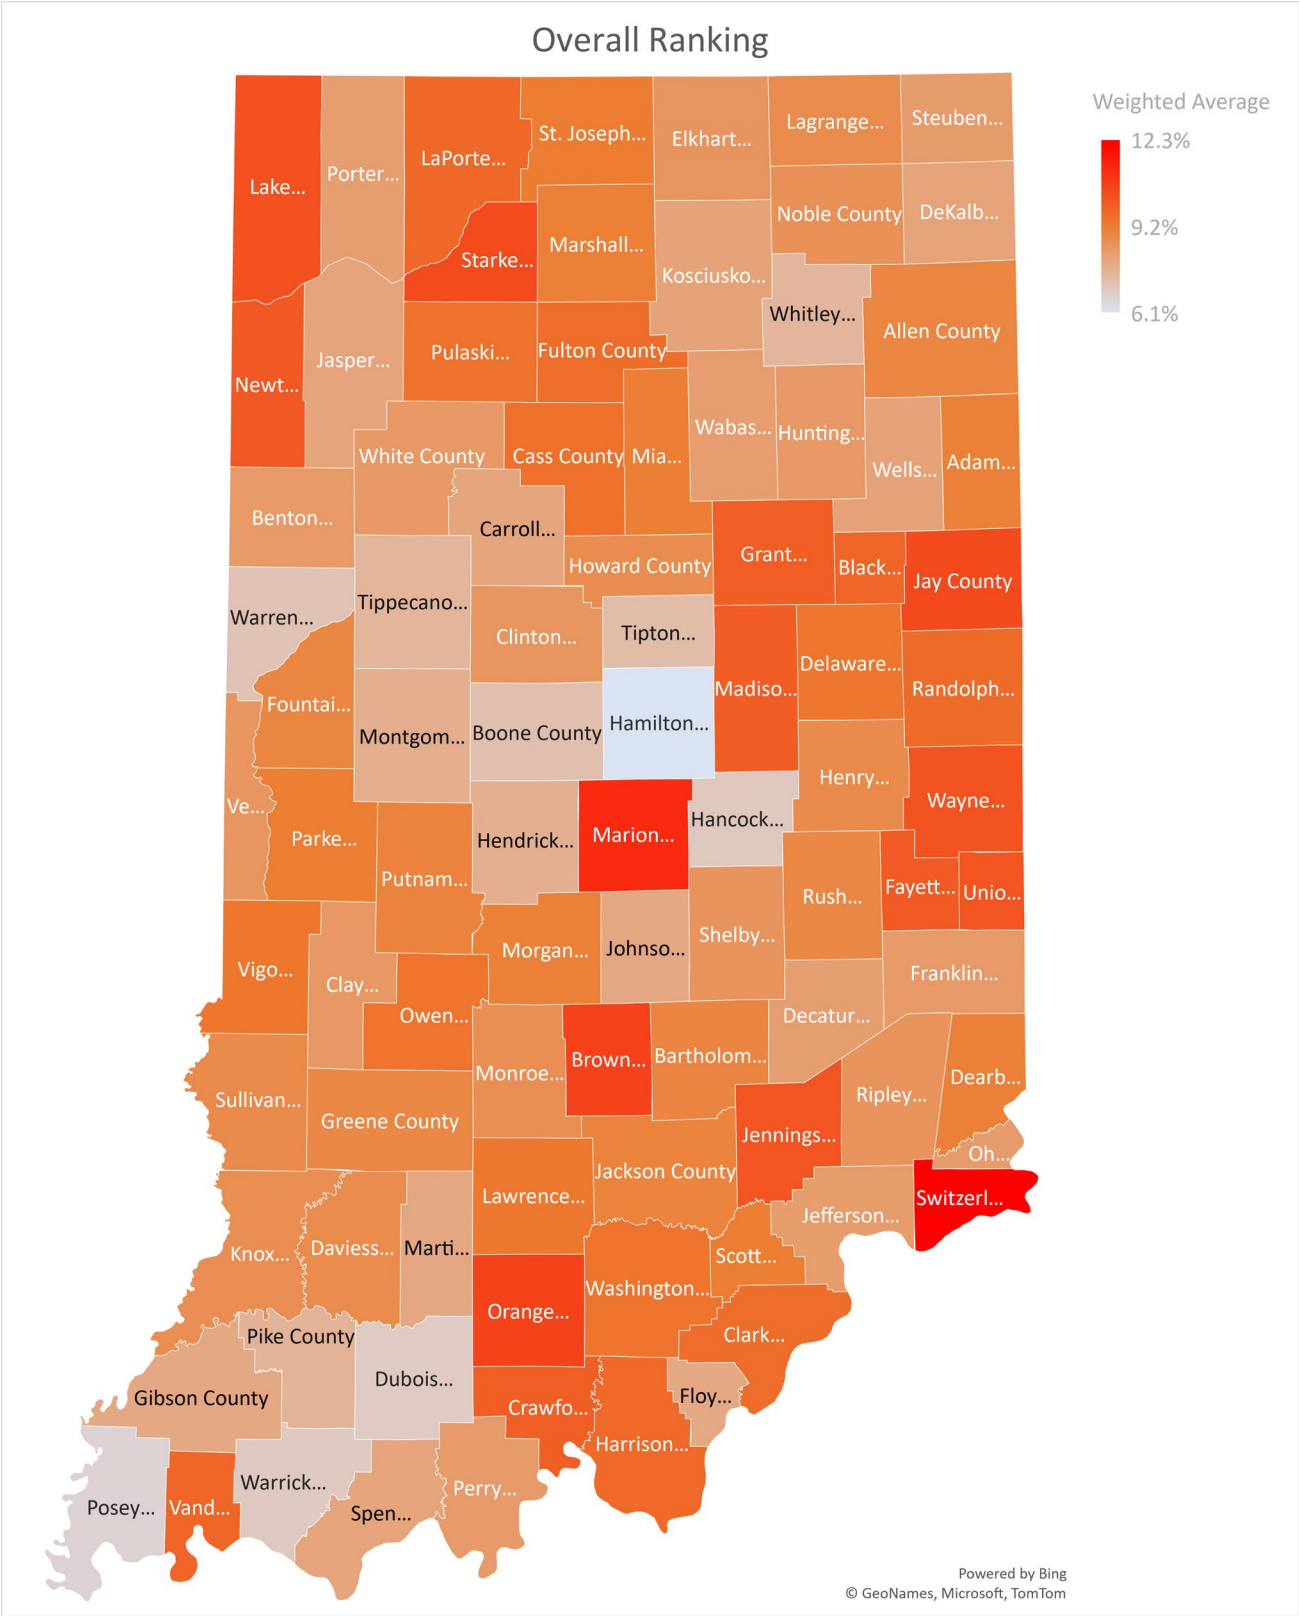 Overall Ranking
Weighted Average
12.3%
9.2%
6.1%
Lake...
Porter...
LaPorte...
St. Joseph...
Elkhart...
Lagrange...
Steuben...
Starke...
Marshall...
Kosciusko...
Noble County
DeKalb...
Whitley...
Allen County
Newt...
Jasper...
Pulaski...
Fulton County
White County
Cass County
Mia...
Wabas...
Hunting...
Wells...
Adam...
Benton...
Carroll...
Howard County
Grant...
Black...
Jay County
Warren...
Tippecano...
Clinton...
Tipton...
Madiso...
Delaware...
Randolph...
Fountai...
Montgom...
Boone County
Hamilton...
Henry...
Wayne...
Ve...
Parke...
Putnam...
Hendrick...
Marion...
Hancock...
Rush...
Fayett...
Unio...
Vigo...
Clay...
Owen...
Morgan...
Johnso...
Shelby...
Decatur...
Franklin...
Sullivan...
Greene County
Monroe...
Brown...
Bartholom...
Jennings...
Ripley...
Dearb...
Oh...
Switzerl...
Knox...
Daviess...
Marti...
Lawrence...
Jackson County
Jefferson...
Scott...
Orange...
Washington...
Clark...
Pike County
Gibson County
Dubois...
Crawfo...
Floy...
Harrison...
Posey...
Vand...
Warrick...
Spen...
Perry...
Powered by Bing
© GeoNames, Microsoft, TomTom